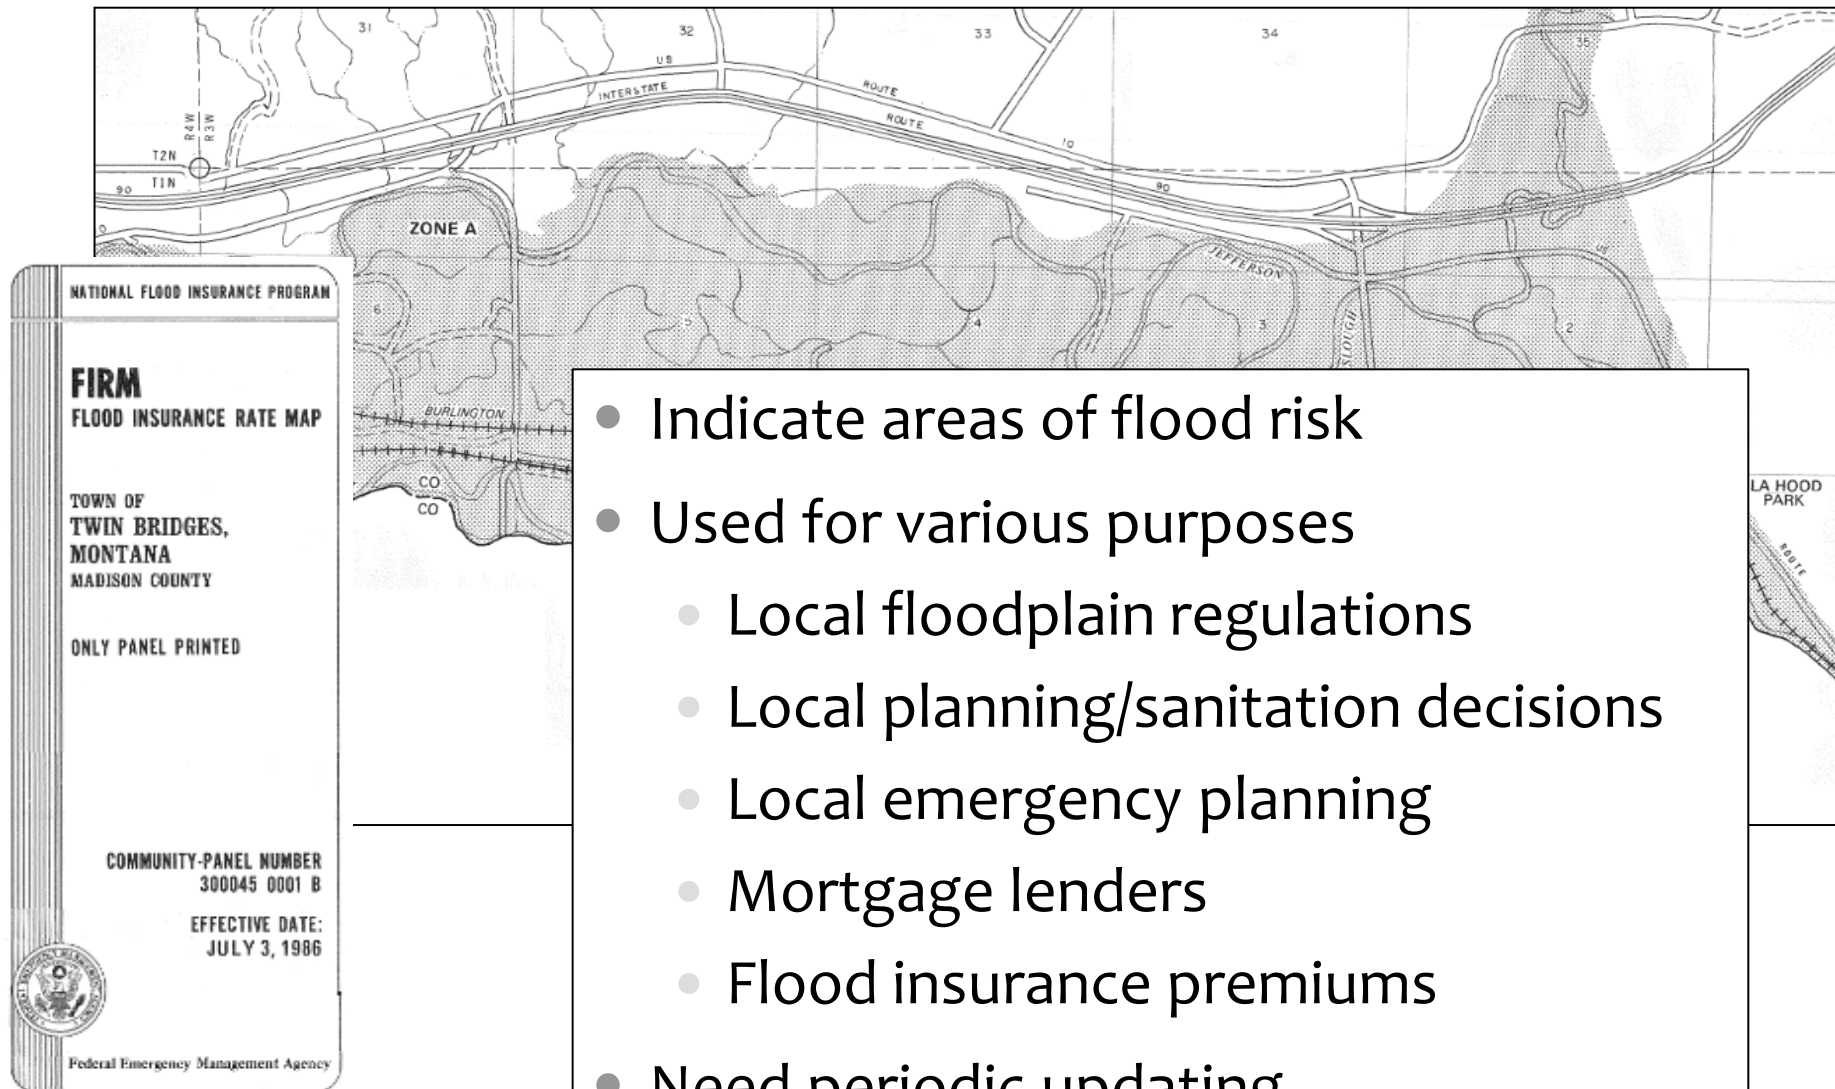 31
32
33
34
35
US
ROUTE
10
INTERSTATE
ROUTE
90
R4W
R3W
T2N
T1N
90
ZONE A
JEFFERSON
SLOUGH
US
6
5
4
3
2
BURLINGTON
CO
CO
LA HOOD
PARK
ROUTE
NATIONAL FLOOD INSURANCE PROGRAM
FIRM
FLOOD INSURANCE RATE MAP
TOWN OF
TWIN BRIDGES,
MONTANA
MADISON COUNTY
ONLY PANEL PRINTED
COMMUNITY-PANEL NUMBER
300045 0001 B
EFFECTIVE DATE:
JULY 3, 1986
Federal Emergency Management Agency
• Indicate areas of flood risk
• Used for various purposes
• Local floodplain regulations
• Local planning/sanitation decisions
• Local emergency planning
• Mortgage lenders
• Flood insurance premiums
• Need periodic updating